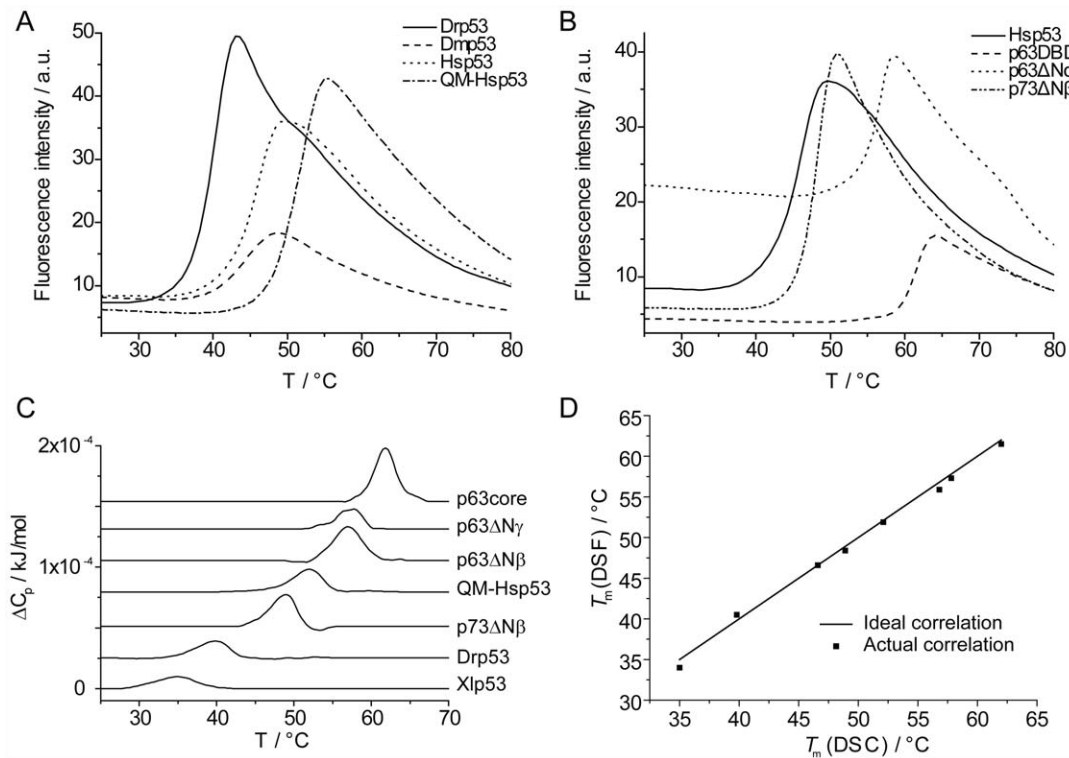 A
Drp53
Dmp53
Hsp53
QM-Hsp53
50
40
30
20
10
Fluorescence intensity / a.u.
30 40 50 60 70 80
T / °C
B
Hsp53
p63DBD
p63ΔNα
p73ΔNβ
40
30
20
10
Fluorescence intensity / a.u.
30 40 50 60 70 80
T / °C
C
2x10⁻⁴
1x10⁻⁴
0
ΔCₚ / kJ/mol
p63core
p63ΔNγ
p63ΔNβ
QM-Hsp53
p73ΔNβ
Drp53
Xlp53
30 40 50 60 70
T / °C
D
65
60
55
50
45
40
35
30
Tₘ (DSF) / °C
Ideal correlation
Actual correlation
35 40 45 50 55 60 65
Tₘ (DSC) / °C